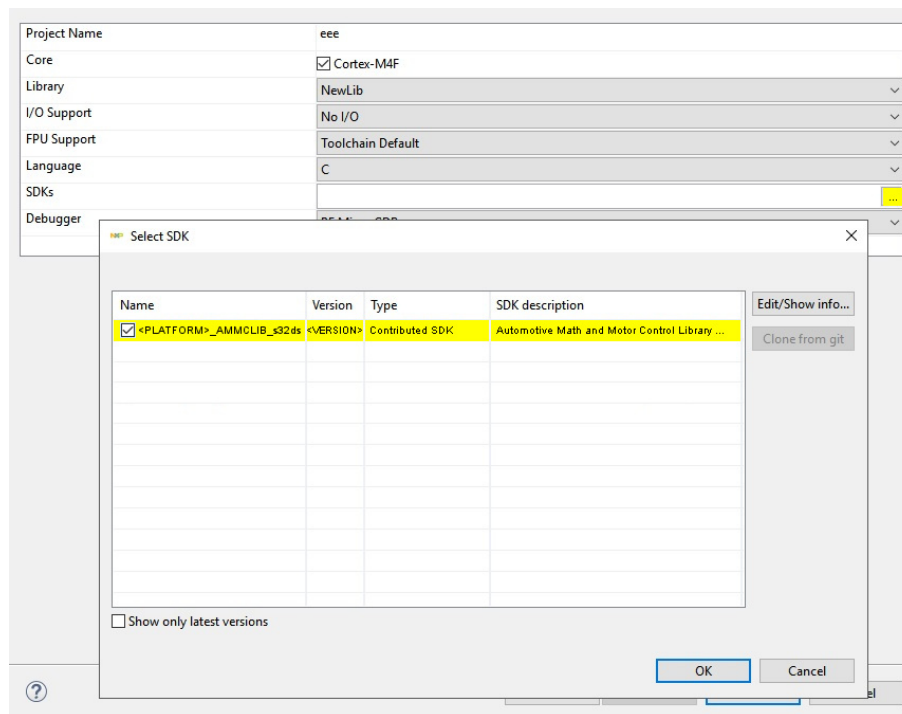 Project Name eee
Core Cortex-M4F
Library NewLib
I/O Support No I/O
FPU Support Toolchain Default
Language C
SDKs ...
Debugger
NXP Select SDK
Name Version Type SDK description
Edit/Show info...
<PLATFORM>_AMMCLIB_s32ds <VERSION> Contributed SDK Automotive Math and Motor Control Library ...
Clone from git
Show only latest versions
OK Cancel
?
el